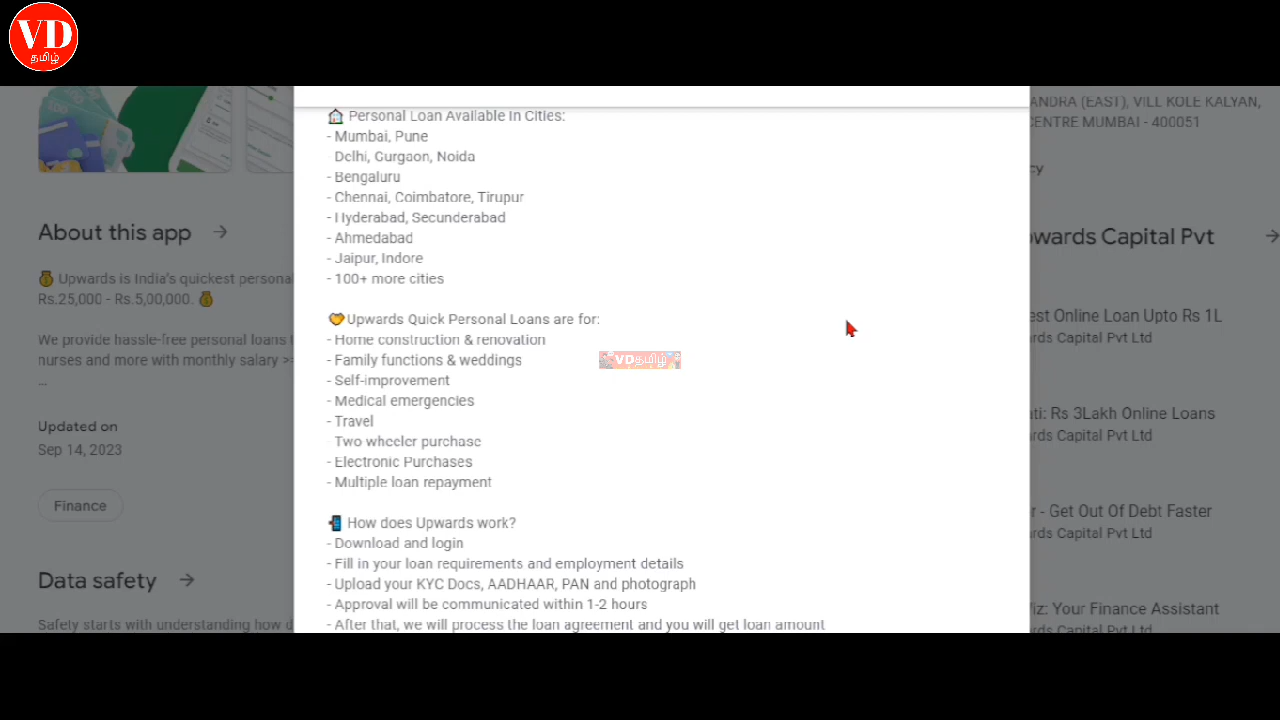 VD
தமிழ்
About this app
Upwards is India's quickest personal
Rs.25,000 - Rs.5,00,000.
We provide hassle-free personal loans
nurses and more with monthly salary >
...
Updated on
Sep 14, 2023
Finance
Data safety
Safety starts with understanding how d
Personal Loan Available In Cities:
- Mumbai, Pune
Delhi, Gurgaon, Noida
- Bengaluru
- Chennai, Coimbatore, Tirupur
- Hyderabad, Secunderabad
- Ahmedabad
- Jaipur, Indore
- 100+ more cities
Upwards Quick Personal Loans are for:
- Home construction & renovation
- Family functions & weddings
- Self-improvement
- Medical emergencies
- Travel
Two wheeler purchase
- Electronic Purchases
- Multiple loan repayment
VDதமிழ்
How does Upwards work?
- Download and login
- Fill in your loan requirements and employment details
- Upload your KYC Docs, AADHAAR, PAN and photograph
- Approval will be communicated within 1-2 hours
- After that, we will process the loan agreement and you will get loan amount
ANDRA (EAST), VILL KOLE KALYAN,
CENTRE MUMBAI - 400051
cy
wards Capital Pvt
est Online Loan Upto Rs 1L
rds Capital Pvt Ltd
ti: Rs 3Lakh Online Loans
rds Capital Pvt Ltd
r - Get Out Of Debt Faster
rds Capital Pvt Ltd
iz: Your Finance Assistant
rds Capital Pvt Ltd